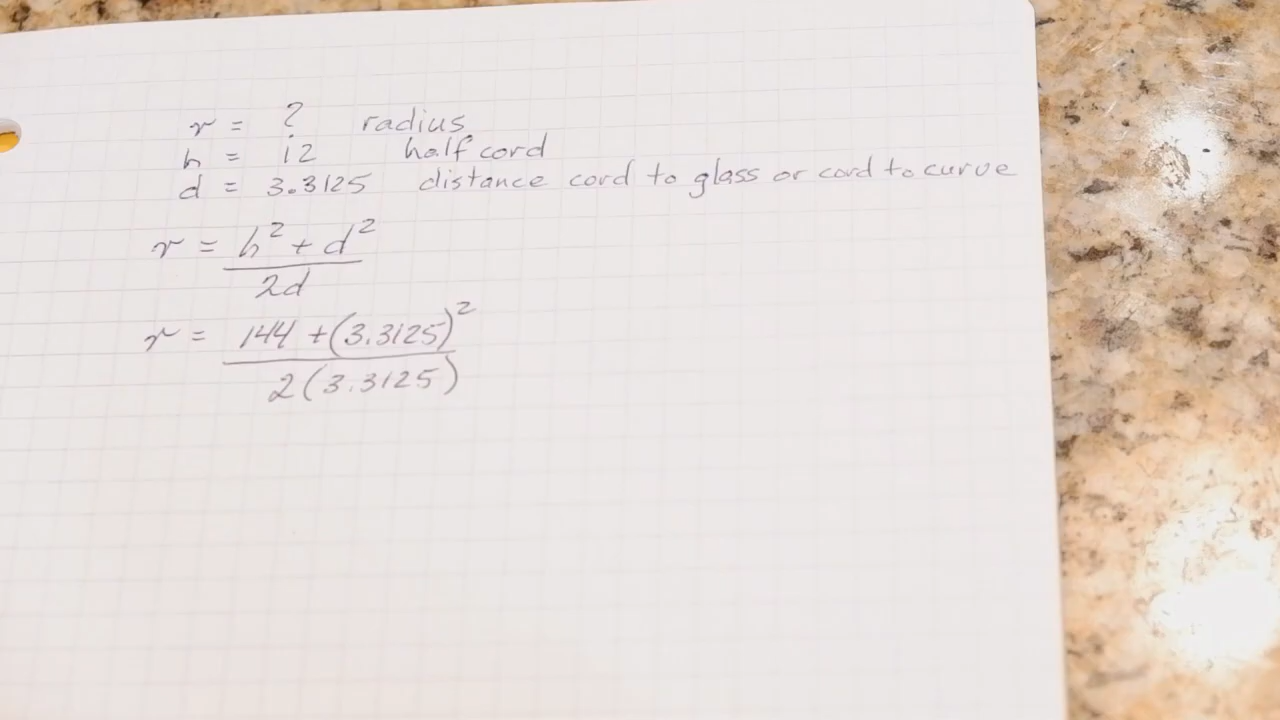 r = ? radius
h = 12 half cord
d = 3.3125 distance cord to glass or cord to curve
r = h² + d²
2d
r = 144 + (3.3125)²
2 (3.3125)